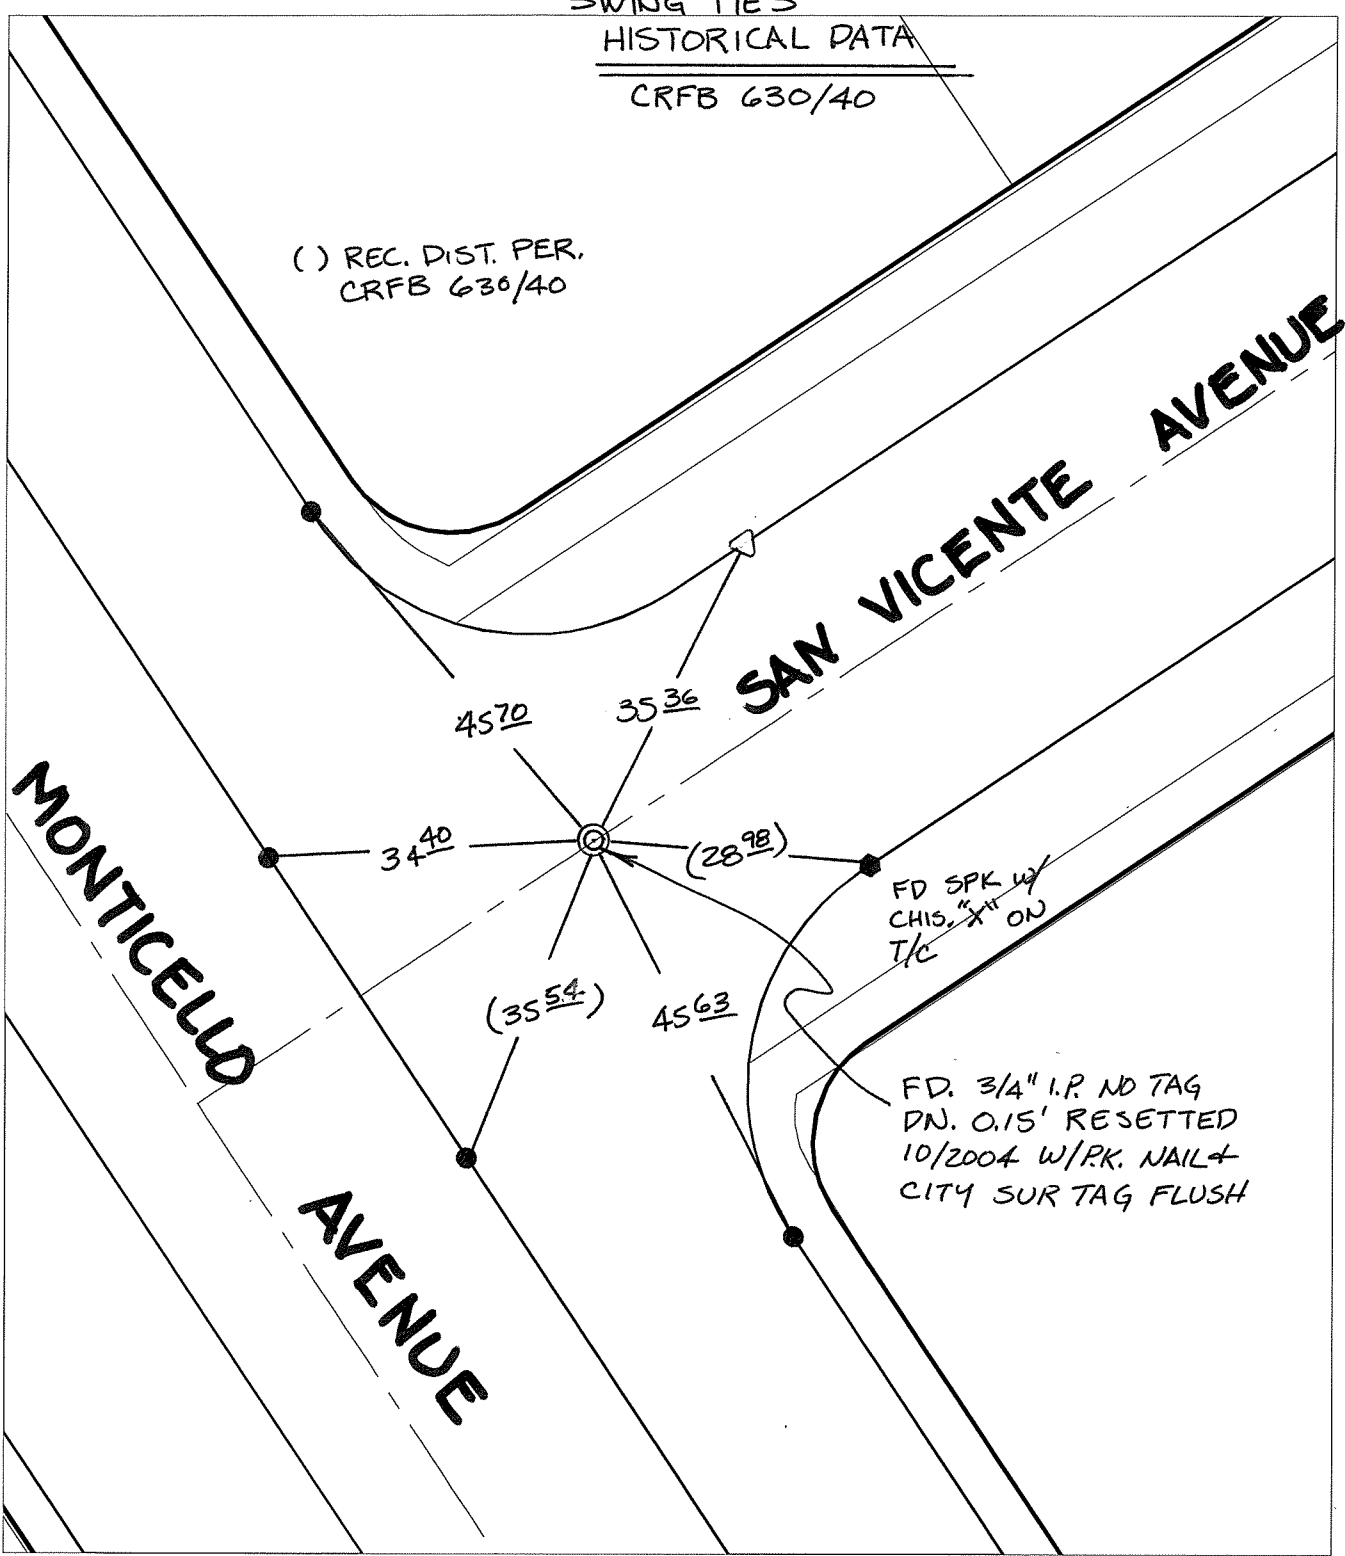 SWING TIES
HISTORICAL DATA
CRFB 630/40
( ) REC. DIST. PER.
CRFB 630/40
SAN VICENTE AVENUE
45 70
35 36
34 40
(28 98)
FD SPK W/
CHIS. "X" ON
T/C
MONTICELLO AVENUE
(35 54)
45 63
FD. 3/4" I.P. NO TAG
DN. 0.15' RESETTED
10/2004 W/P.K. NAIL &
CITY SUR TAG FLUSH